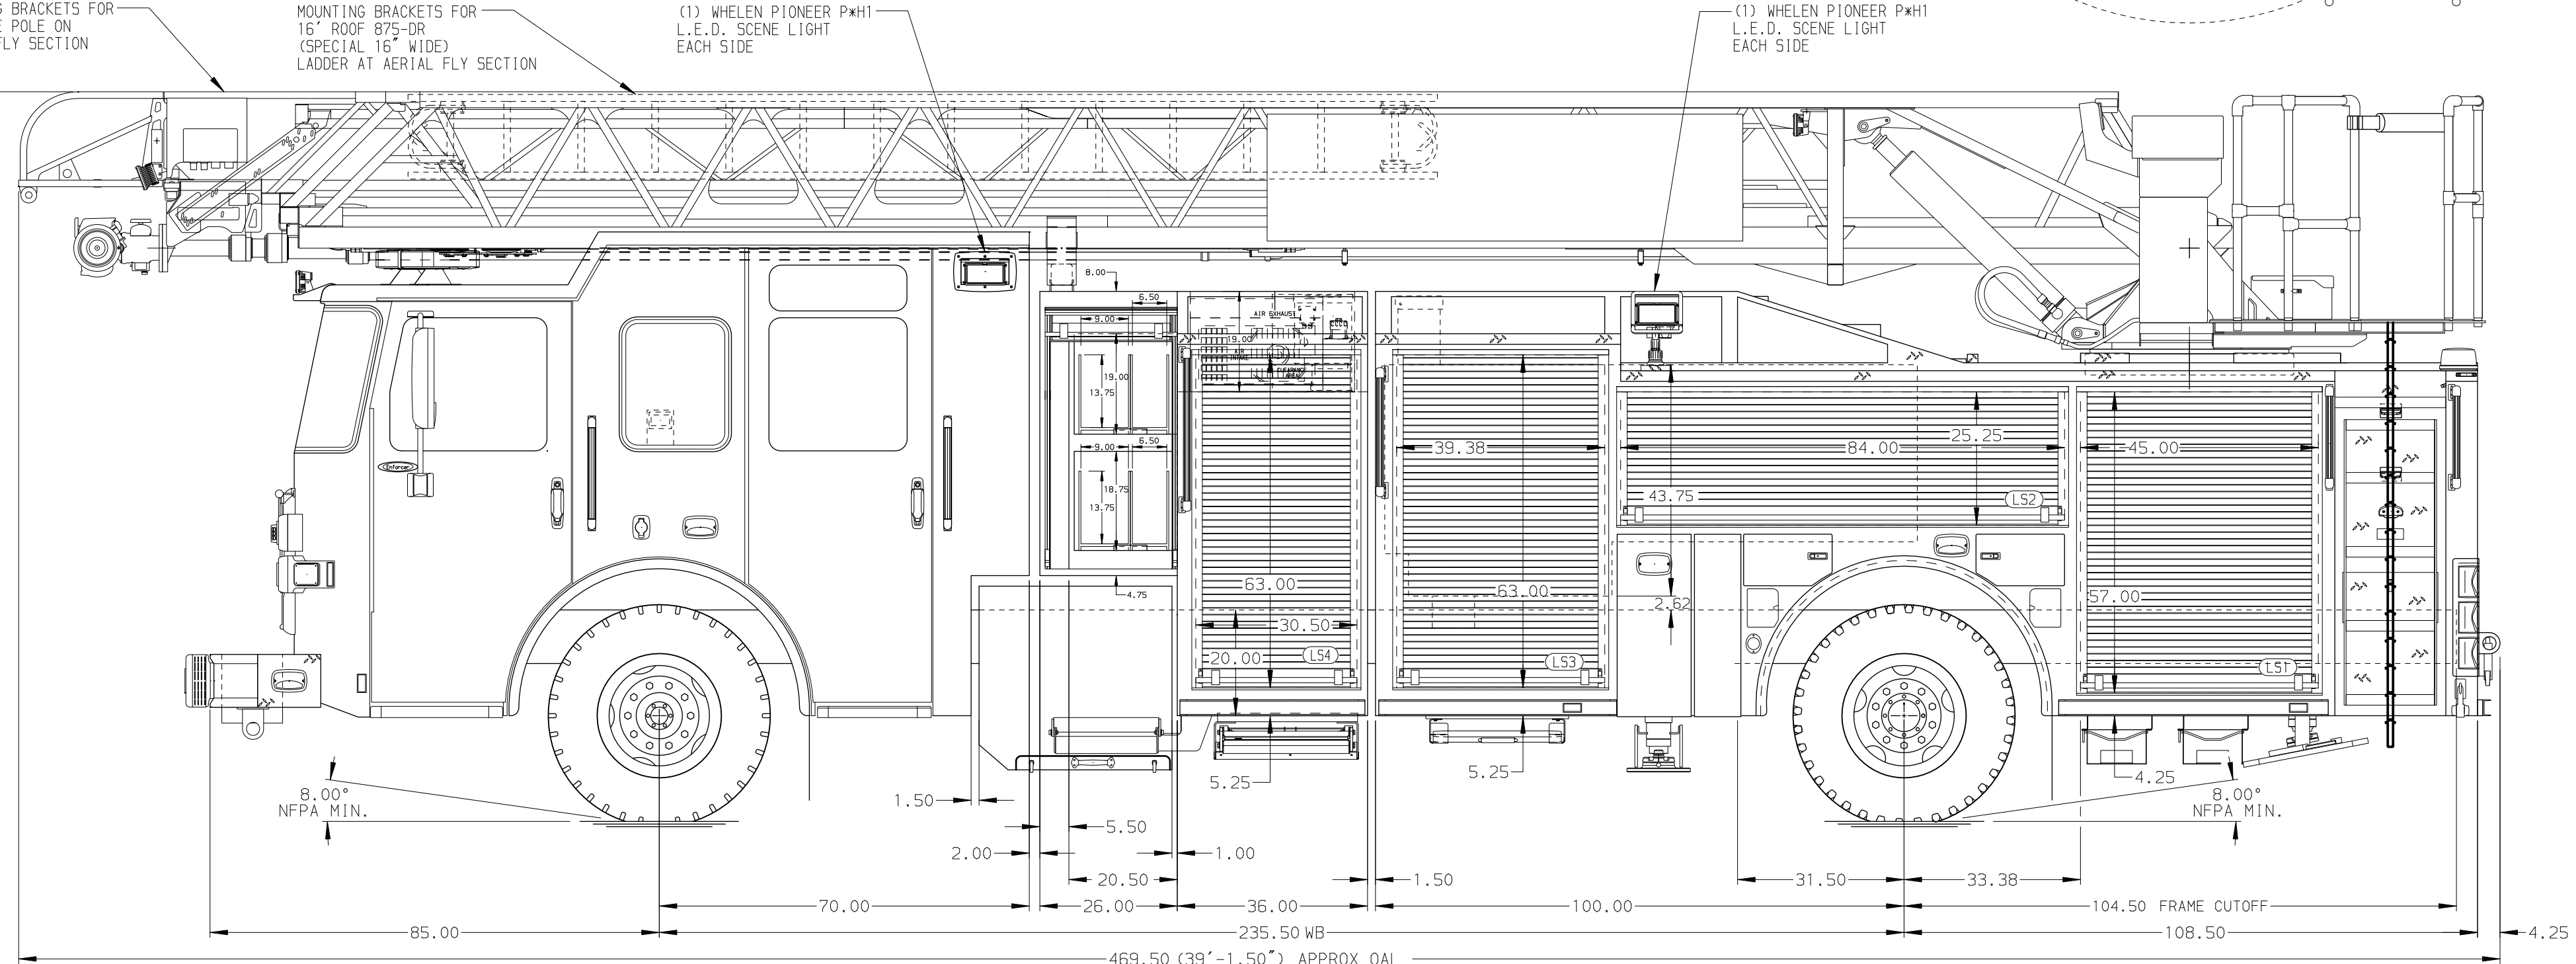 BRACKETS FOR
POLE ON
FLY SECTION
MOUNTING BRACKETS FOR
16' ROOF 875-DR
(SPECIAL 16" WIDE)
LADDER AT AERIAL FLY SECTION
(1) WHELEN PIONEER P*H1
L.E.D. SCENE LIGHT
EACH SIDE
(1) WHELEN PIONEER P*H1
L.E.D. SCENE LIGHT
EACH SIDE
8.00
6.50
9.00
AIR EXHAUST
19.00
AIR
INTAKE
CLEARANCE
AREA
19.00
13.75
6.50
9.00
18.75
13.75
4.75
Enforcer
39.38
84.00
25.25
45.00
43.75
LS2
63.00
63.00
2.62
57.00
30.50
20.00
LS4
LS3
LS1
5.25
5.25
4.25
8.00°
NFPA MIN.
8.00°
NFPA MIN.
1.50
5.50
2.00
1.00
20.50
1.50
31.50
33.38
70.00
26.00
36.00
100.00
104.50 FRAME CUTOFF
85.00
235.50 WB
108.50
4.25
469.50 (39'-1.50") APPROX OAL